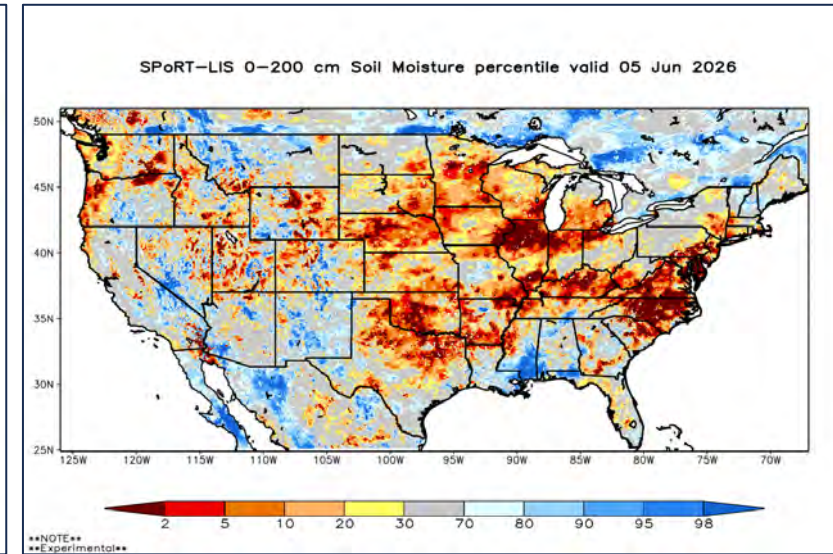 SPoRT-LIS 0-200 cm Soil Moisture percentile valid 05 Jun 2026
50N
45N
40N
35N
30N
25N
125W 120W 115W 110W 105W 100W 95W 90W 85W 80W 75W 70W
2 5 10 20 30 70 80 90 95 98
**NOTE**
**Experimental**